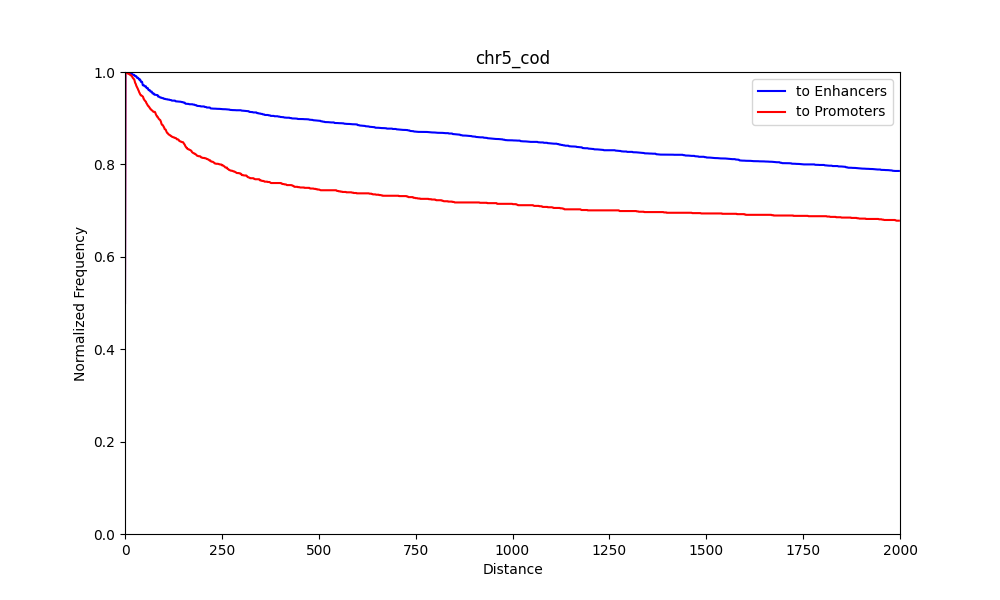 chr5_cod
to Enhancers
to Promoters
Normalized Frequency
1.0
0.8
0.6
0.4
0.2
0.0
0 250 500 750 1000 1250 1500 1750 2000
Distance